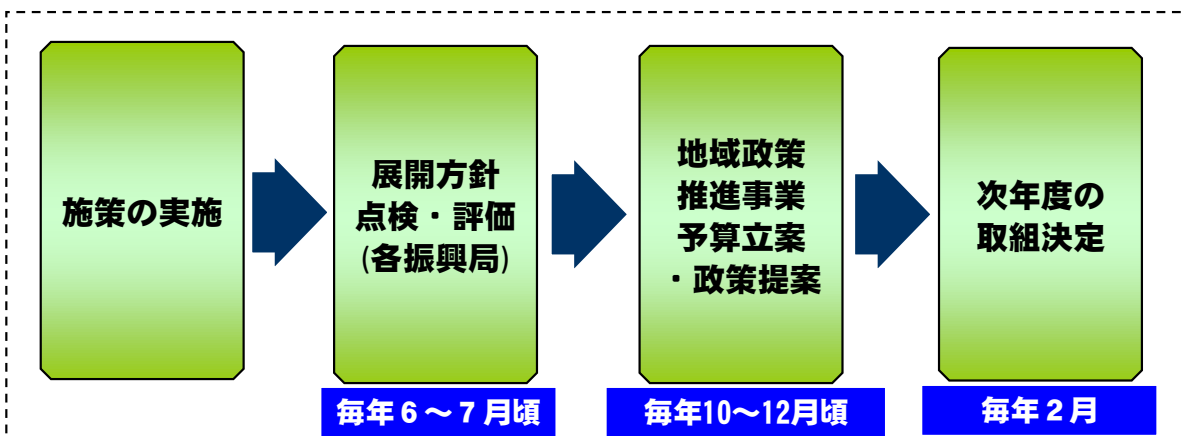 施策の実施
展開方針
点検・評価
(各振興局)
地域政策
推進事業
予算立案
・政策提案
次年度の
取組決定
毎年６～７月頃
毎年10～12月頃
毎年２月